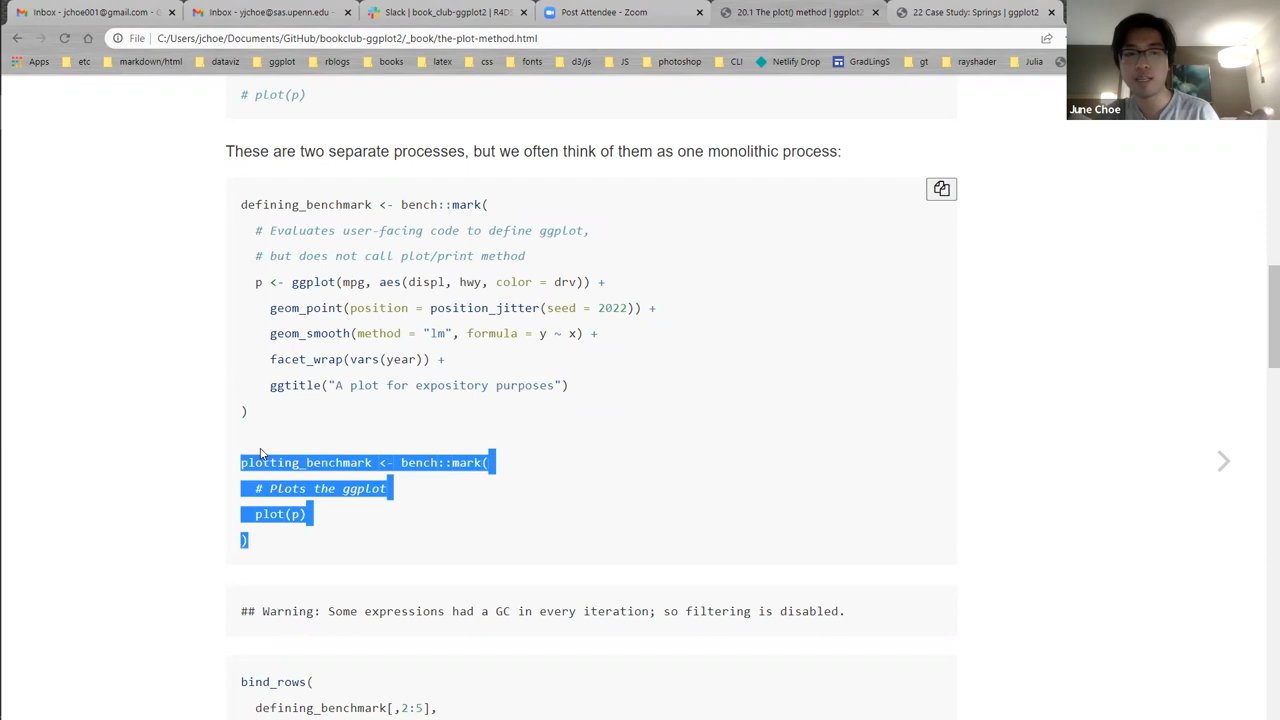 Inbox - jchoe001@gmail.com - G
Inbox - yjchoe@sas.upenn.edu -
Slack | book_club-ggplot2 | R4DS
Post Attendee - Zoom
20.1 The plot() method | ggplot2
22 Case Study: Springs | ggplot2
File C:/Users/jchoe/Documents/GitHub/bookclub-ggplot2/_book/the-plot-method.html
Apps etc markdown/html dataviz ggplot rblogs books latex css fonts d3/js JS photoshop CLI Netlify Drop GradLingS gt rayshader Julia
June Choe
# plot(p)
These are two separate processes, but we often think of them as one monolithic process:
defining_benchmark <- bench::mark(
# Evaluates user-facing code to define ggplot,
# but does not call plot/print method
p <- ggplot(mpg, aes(displ, hwy, color = drv)) +
geom_point(position = position_jitter(seed = 2022)) +
geom_smooth(method = "lm", formula = y ~ x) +
facet_wrap(vars(year)) +
ggtitle("A plot for expository purposes")
)
plotting_benchmark <- bench::mark(
# Plots the ggplot
plot(p)
)
## Warning: Some expressions had a GC in every iteration; so filtering is disabled.
bind_rows(
defining_benchmark[,2:5],